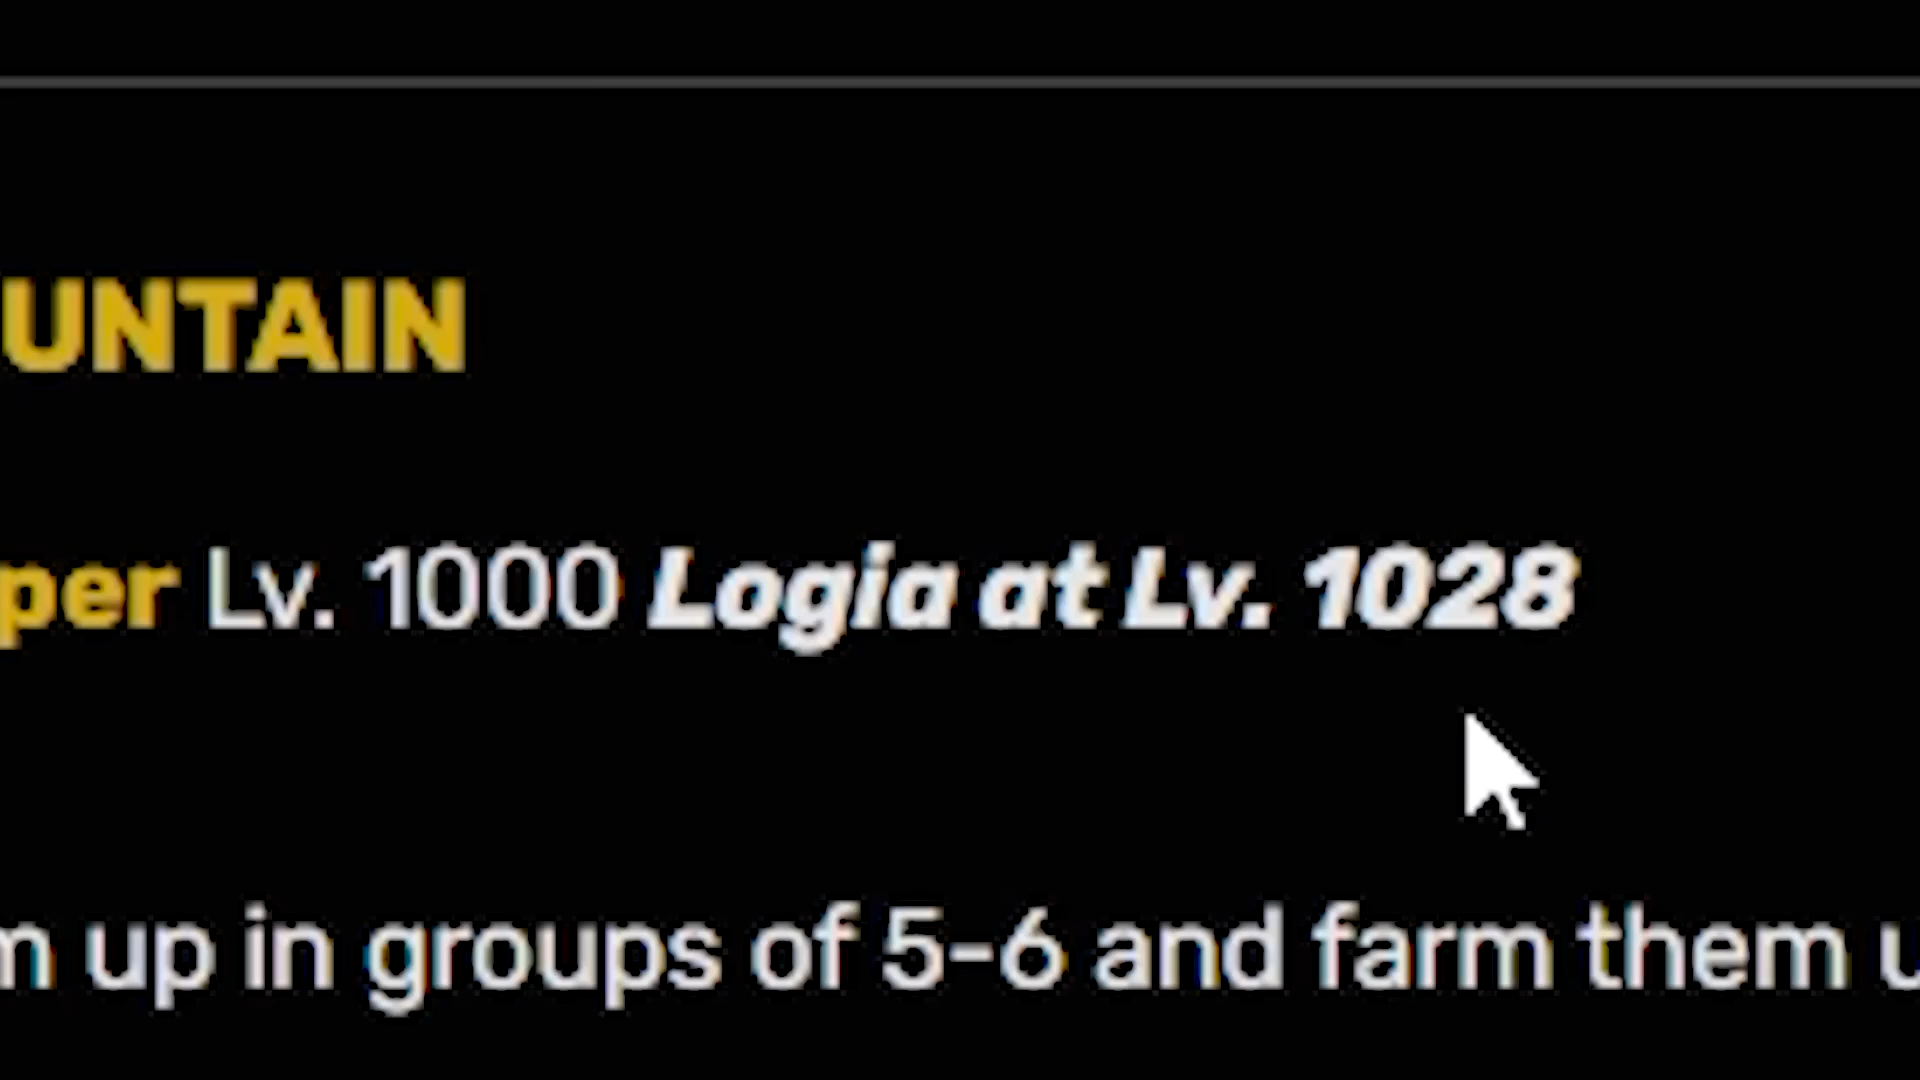 UNTAIN
per Lv. 1000 Logia at Lv. 1028
m up in groups of 5-6 and farm them u